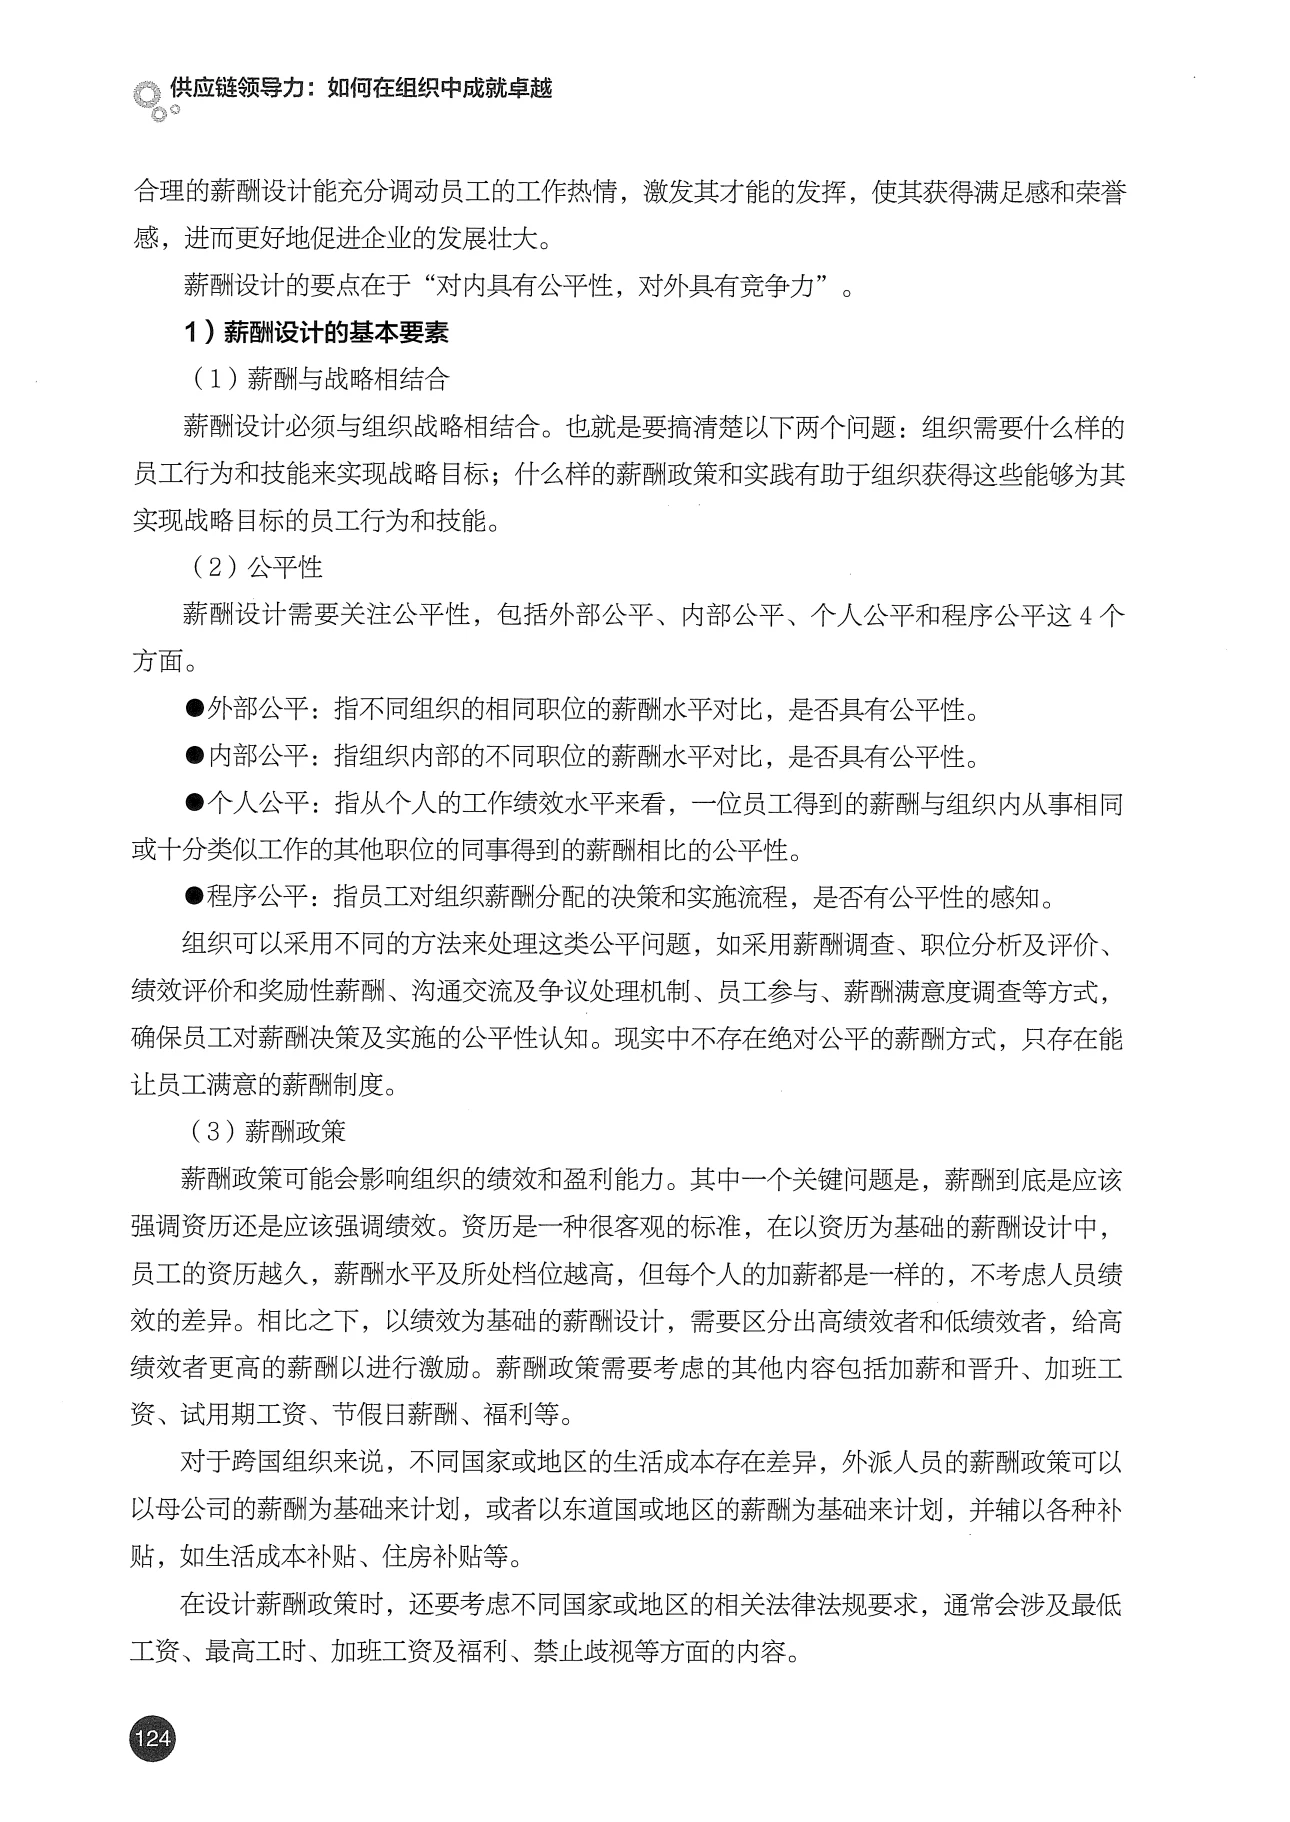 供应链领导力：如何在组织中成就卓越
合理的薪酬设计能充分调动员工的工作热情，激发其才能的发挥，使其获得满足感和荣誉
感，进而更好地促进企业的发展壮大。
薪酬设计的要点在于“对内具有公平性，对外具有竞争力”。
1）薪酬设计的基本要素
（1）薪酬与战略相结合
薪酬设计必须与组织战略相结合。也就是要搞清楚以下两个问题：组织需要什么样的
员工行为和技能来实现战略目标；什么样的薪酬政策和实践有助于组织获得这些能够为其
实现战略目标的员工行为和技能。
（2）公平性
薪酬设计需要关注公平性，包括外部公平、内部公平、个人公平和程序公平这 4 个
方面。
●外部公平：指不同组织的相同职位的薪酬水平对比，是否具有公平性。
●内部公平：指组织内部的不同职位的薪酬水平对比，是否具有公平性。
●个人公平：指从个人的工作绩效水平来看，一位员工得到的薪酬与组织内从事相同
或十分类似工作的其他职位的同事得到的薪酬相比的公平性。
●程序公平：指员工对组织薪酬分配的决策和实施流程，是否有公平性的感知。
组织可以采用不同的方法来处理这类公平问题，如采用薪酬调查、职位分析及评价、
绩效评价和奖励性薪酬、沟通交流及争议处理机制、员工参与、薪酬满意度调查等方式，
确保员工对薪酬决策及实施的公平性认知。现实中不存在绝对公平的薪酬方式，只存在能
让员工满意的薪酬制度。
（3）薪酬政策
薪酬政策可能会影响组织的绩效和盈利能力。其中一个关键问题是，薪酬到底是应该
强调资历还是应该强调绩效。资历是一种很客观的标准，在以资历为基础的薪酬设计中，
员工的资历越久，薪酬水平及所处档位越高，但每个人的加薪都是一样的，不考虑人员绩
效的差异。相比之下，以绩效为基础的薪酬设计，需要区分出高绩效者和低绩效者，给高
绩效者更高的薪酬以进行激励。薪酬政策需要考虑的其他内容包括加薪和晋升、加班工
资、试用期工资、节假日薪酬、福利等。
对于跨国组织来说，不同国家或地区的生活成本存在差异，外派人员的薪酬政策可以
以母公司的薪酬为基础来计划，或者以东道国或地区的薪酬为基础来计划，并辅以各种补
贴，如生活成本补贴、住房补贴等。
在设计薪酬政策时，还要考虑不同国家或地区的相关法律法规要求，通常会涉及最低
工资、最高工时、加班工资及福利、禁止歧视等方面的内容。
124